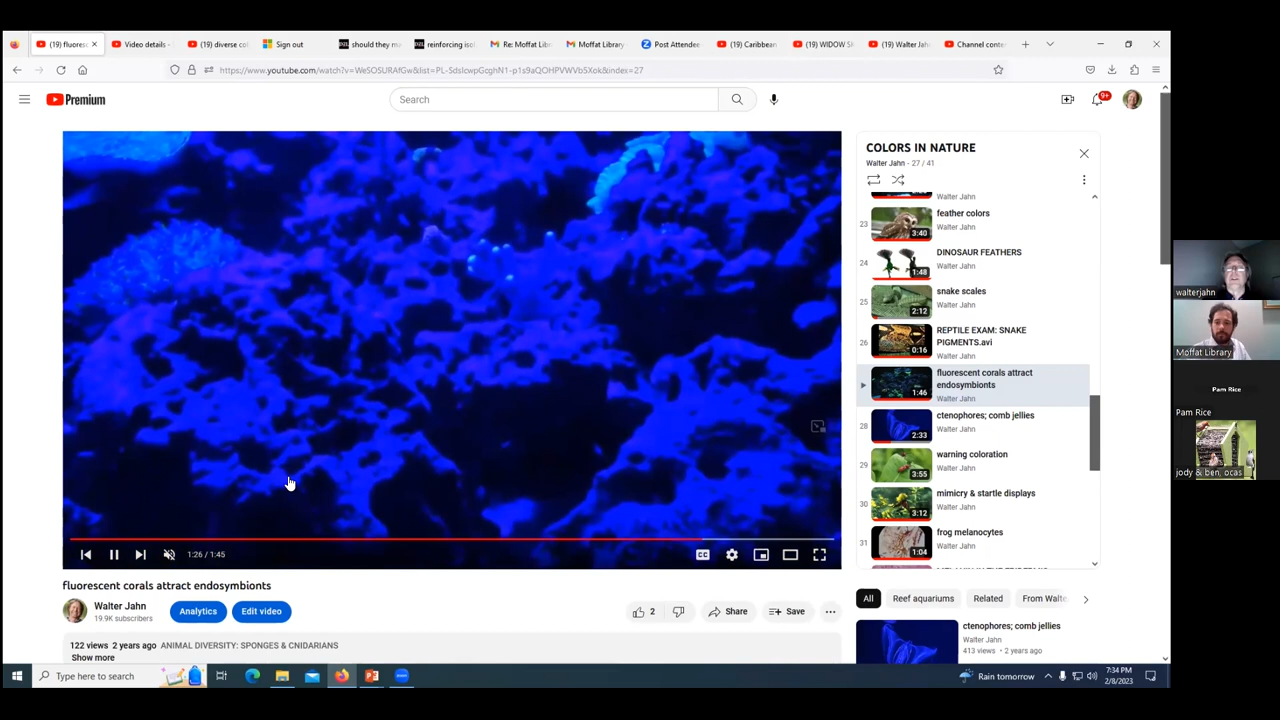 (19) fluoresc
Video details -
(19) diverse co
Sign out
should they ma
reinforcing iso
Re: Moffat Libr
Moffat Library
Post Attendee
(19) Caribbean
(19) WIDOW S
(19) Walter Jah
Channel conte
https://www.youtube.com/watch?v=WeSOSURAfGw&list=PL-SdsIcwpGcghN1-p1s9aQOHPVWVb5Xok&index=27
Premium
Search
9+
COLORS IN NATURE
Walter Jahn - 27 / 41
Walter Jahn
23
3:40
feather colors
Walter Jahn
24
1:48
DINOSAUR FEATHERS
Walter Jahn
25
2:12
snake scales
Walter Jahn
26
0:16
REPTILE EXAM: SNAKE
PIGMENTS.avi
Walter Jahn
1:46
fluorescent corals attract
endosymbionts
Walter Jahn
28
2:33
ctenophores; comb jellies
Walter Jahn
29
3:55
warning coloration
Walter Jahn
30
3:12
mimicry & startle displays
Walter Jahn
31
1:04
frog melanocytes
Walter Jahn
1:26 / 1:45
CC
fluorescent corals attract endosymbionts
Walter Jahn
19.9K subscribers
Analytics
Edit video
2
Share
Save
122 views 2 years ago ANIMAL DIVERSITY: SPONGES & CNIDARIANS
Show more
All
Reef aquariums
Related
From Walte
ctenophores; comb jellies
Walter Jahn
413 views • 2 years ago
walterjahn
Moffat Library
Pam Rice
Pam Rice
jody & ben, ocas
Type here to search
Rain tomorrow
7:34 PM
2/8/2023